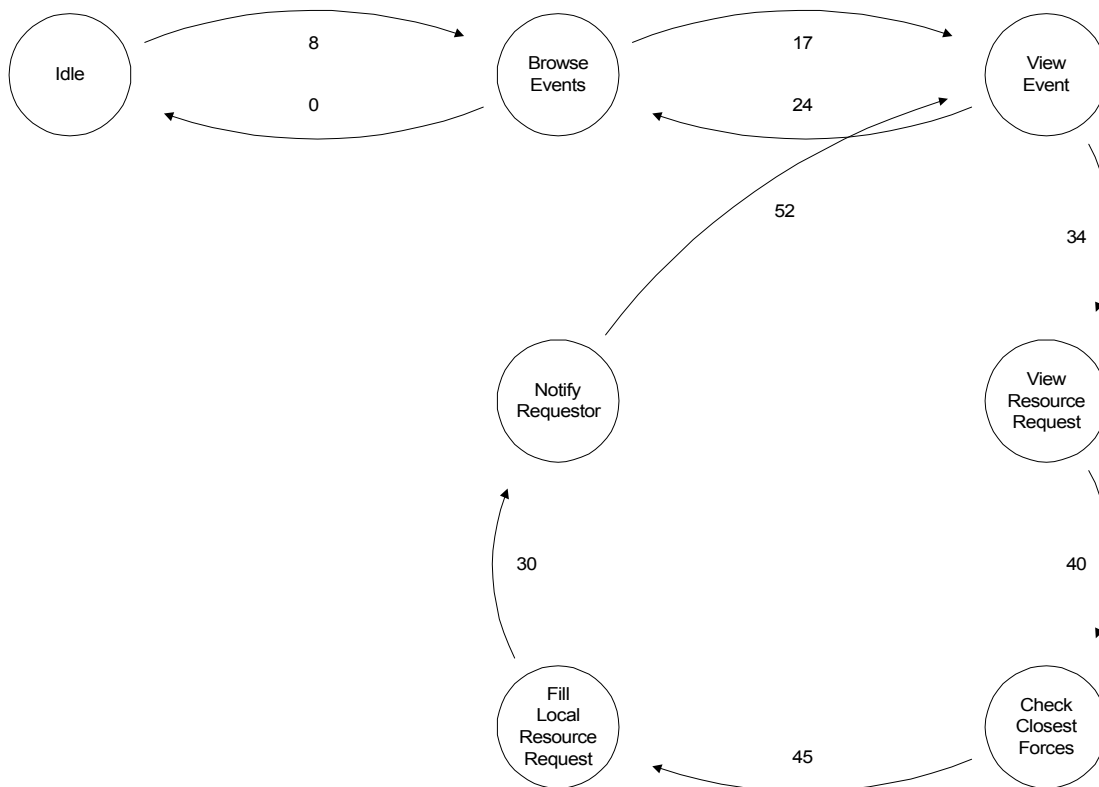 Idle
8
0
Browse
Events
17
24
View
Event
52
34
Notify
Requestor
View
Resource
Request
30
40
Fill
Local
Resource
Request
45
Check
Closest
Forces